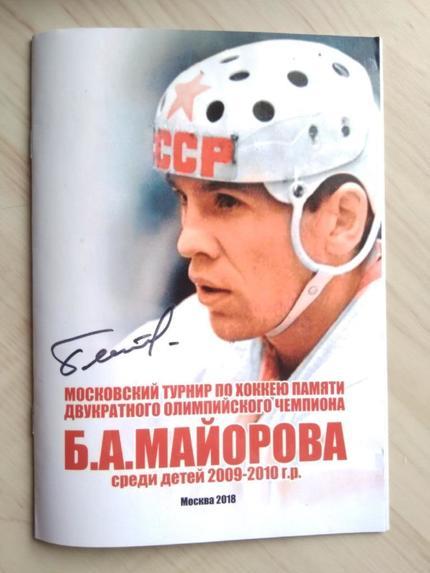 СССР
МОСКОВСКИЙ ТУРНИР ПО ХОККЕЮ ПАМЯТИ
ДВУКРАТНОГО ОЛИМПИЙСКОГО ЧЕМПИОНА
Б.А.МАЙОРОВА
среди детей 2009-2010 г.р.
Москва 2018